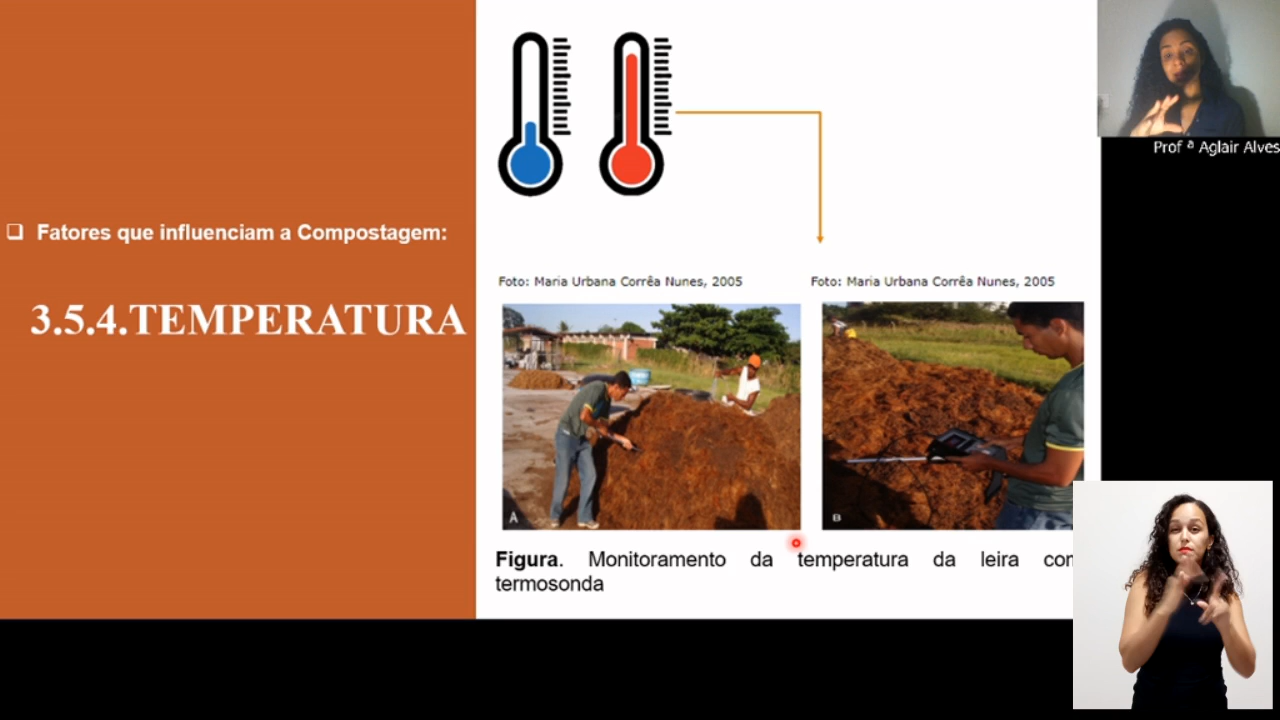 Prof ª Aglair Alves
❑ Fatores que influenciam a Compostagem:
3.5.4.TEMPERATURA
Foto: Maria Urbana Corrêa Nunes, 2005
Foto: Maria Urbana Corrêa Nunes, 2005
A
B
Figura. Monitoramento da temperatura da leira com
termosonda